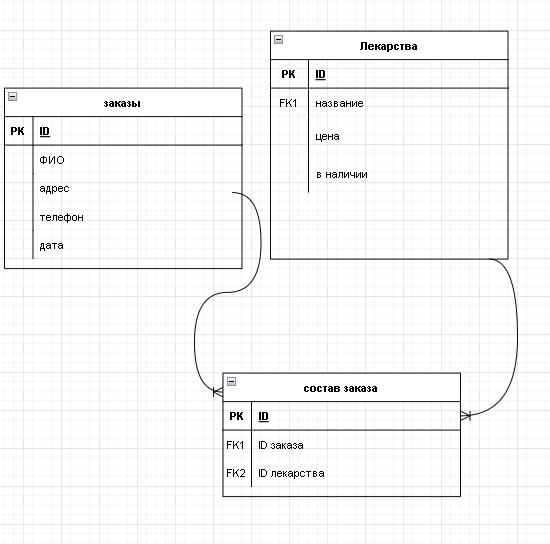 Лекарства
PK ID
FK1 название
цена
в наличии
заказы
PK ID
ФИО
адрес
телефон
дата
состав заказа
PK ID
FK1 ID заказа
FK2 ID лекарства